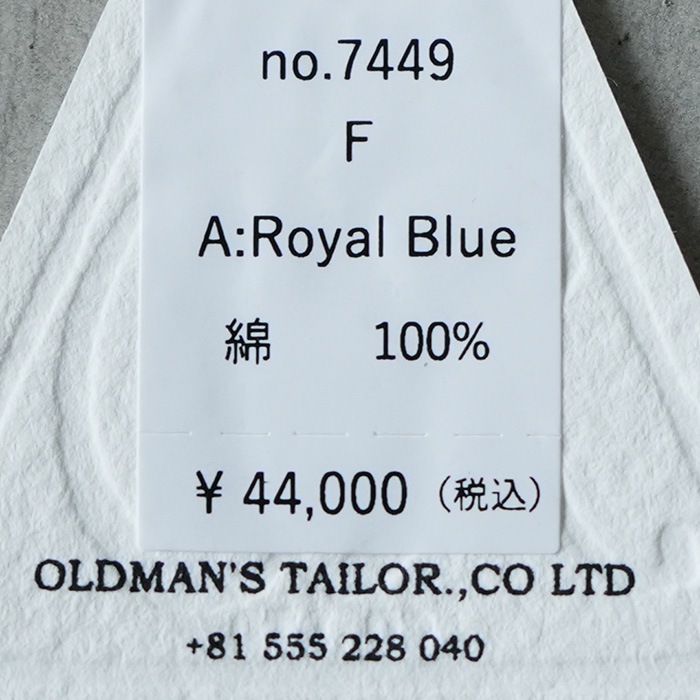 no.7449
F
A:Royal Blue
綿 100%
¥ 44,000 （税込）
OLDMAN'S TAILOR.,CO LTD
+81 555 228 040